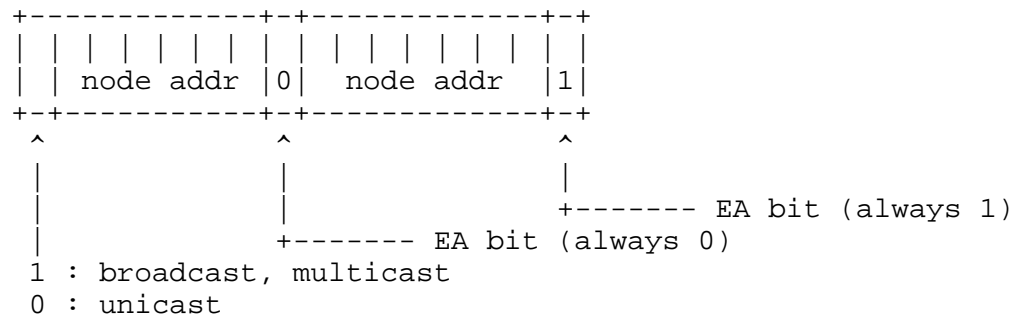 +-------------+-+-------------+-+
| | | | | | | | | | | | | | | | |
| | node addr |0|  node addr  |1|
+-+-----------+-+-------------+-+
 ^             ^               ^
 |             |               |
 |             |               +------- EA bit (always 1)
 |             +------- EA bit (always 0)
 1 : broadcast, multicast
 0 : unicast